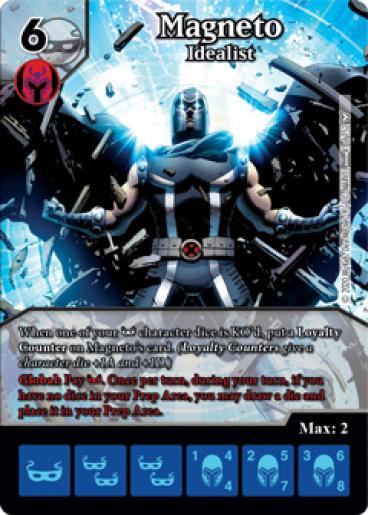 6
Magneto
Idealist
When one of your character dice is KO'd, put a Loyalty
Counter on Magneto's card. (Loyalty Counters give a
character die +1A and +1D.)
Global: Pay . Once per turn, during your turn, if you
have no dice in your Prep Area, you may draw a die and
place it in your Prep Area.
Max: 2
1 4 4
2 5 7
3 6 8